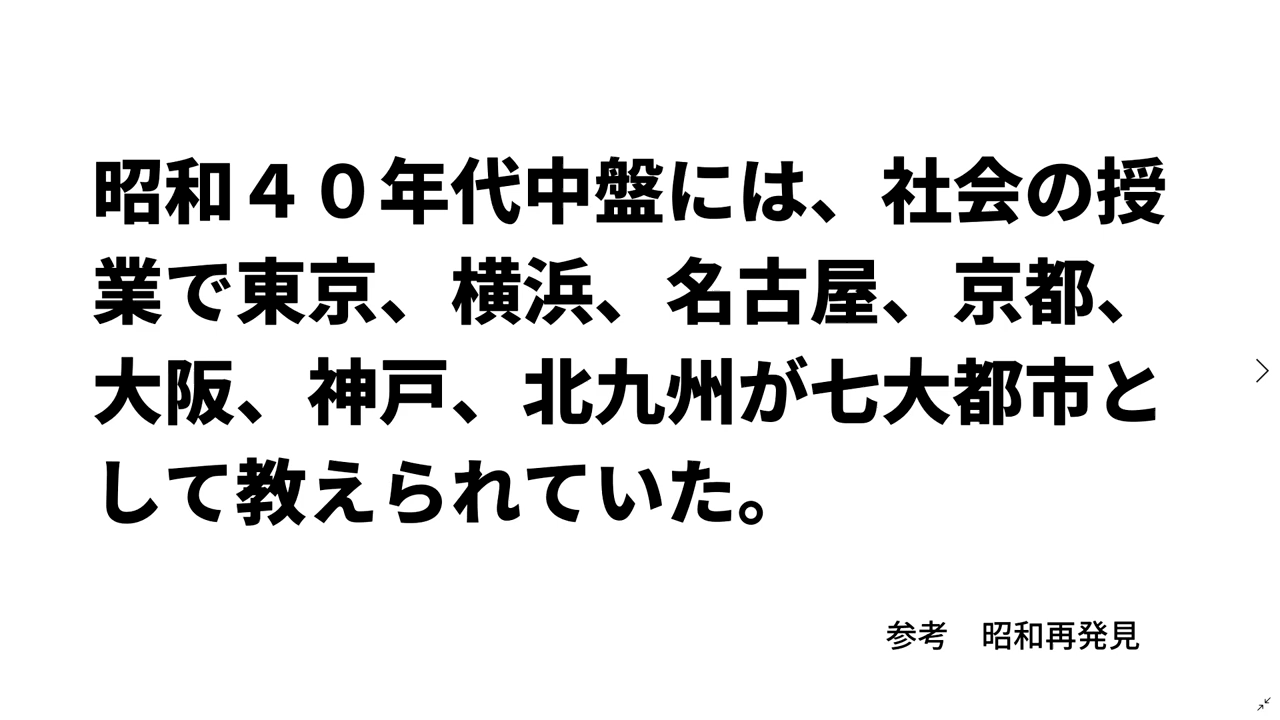 昭和４０年代中盤には、社会の授
業で東京、横浜、名古屋、京都、
大阪、神戸、北九州が七大都市と
して教えられていた。
参考　昭和再発見